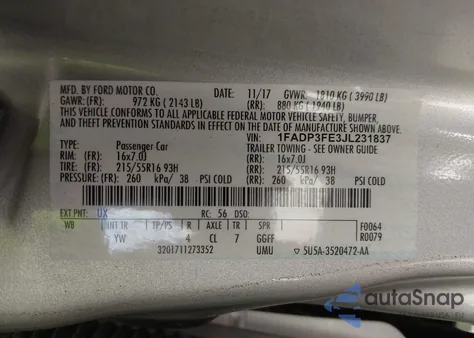 MFD. BY FORD MOTOR CO. 11/17 GVWR: 1810 KG ( 3990 LB)
GAWR: (FR): 972 KG ( 2143 LB) (RR): 880 KG ( 1940 LB)
THIS VEHICLE CONFORMS TO ALL APPLICABLE FEDERAL MOTOR VEHICLE SAFETY, BUMPER,
AND THEFT PREVENTION STANDARDS IN EFFECT ON THE DATE OF MANUFACTURE SHOWN ABOVE.
VIN: 1FADP3FE3JL231837
TYPE: Passenger Car TRAILER TOWING - SEE OWNER GUIDE
RIM: (FR) 16x7.0J (RR) 16x7.0J
TIRE: (FR) 215/55R16 93H (RR) 215/55R16 93H
PRESSURE: (FR) 260 kPa/ 38 PSI COLD (RR) 260 kPa/ 38 PSI COLD
EXT PNT: UX RC: 56 DSO:
WB INT TR TP/PS R AXLE TR SPR F0064
YW 4 CL 7 GGFF R0079
3201711273352 UMU ▽ 5U5A-3520472-AA
autoSnap